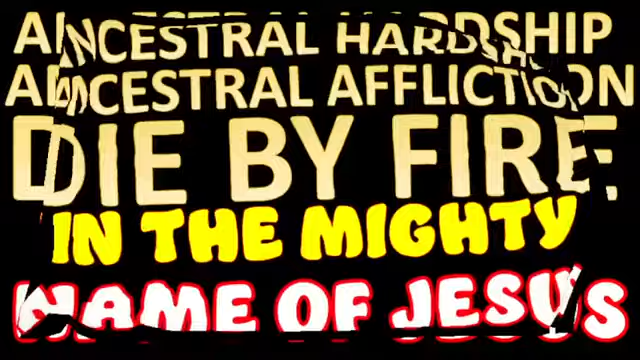 ANCESTRAL HARDSHIP
ANCESTRAL AFFLICTION
DIE BY FIRE
IN THE MIGHTY
NAME OF JESUS